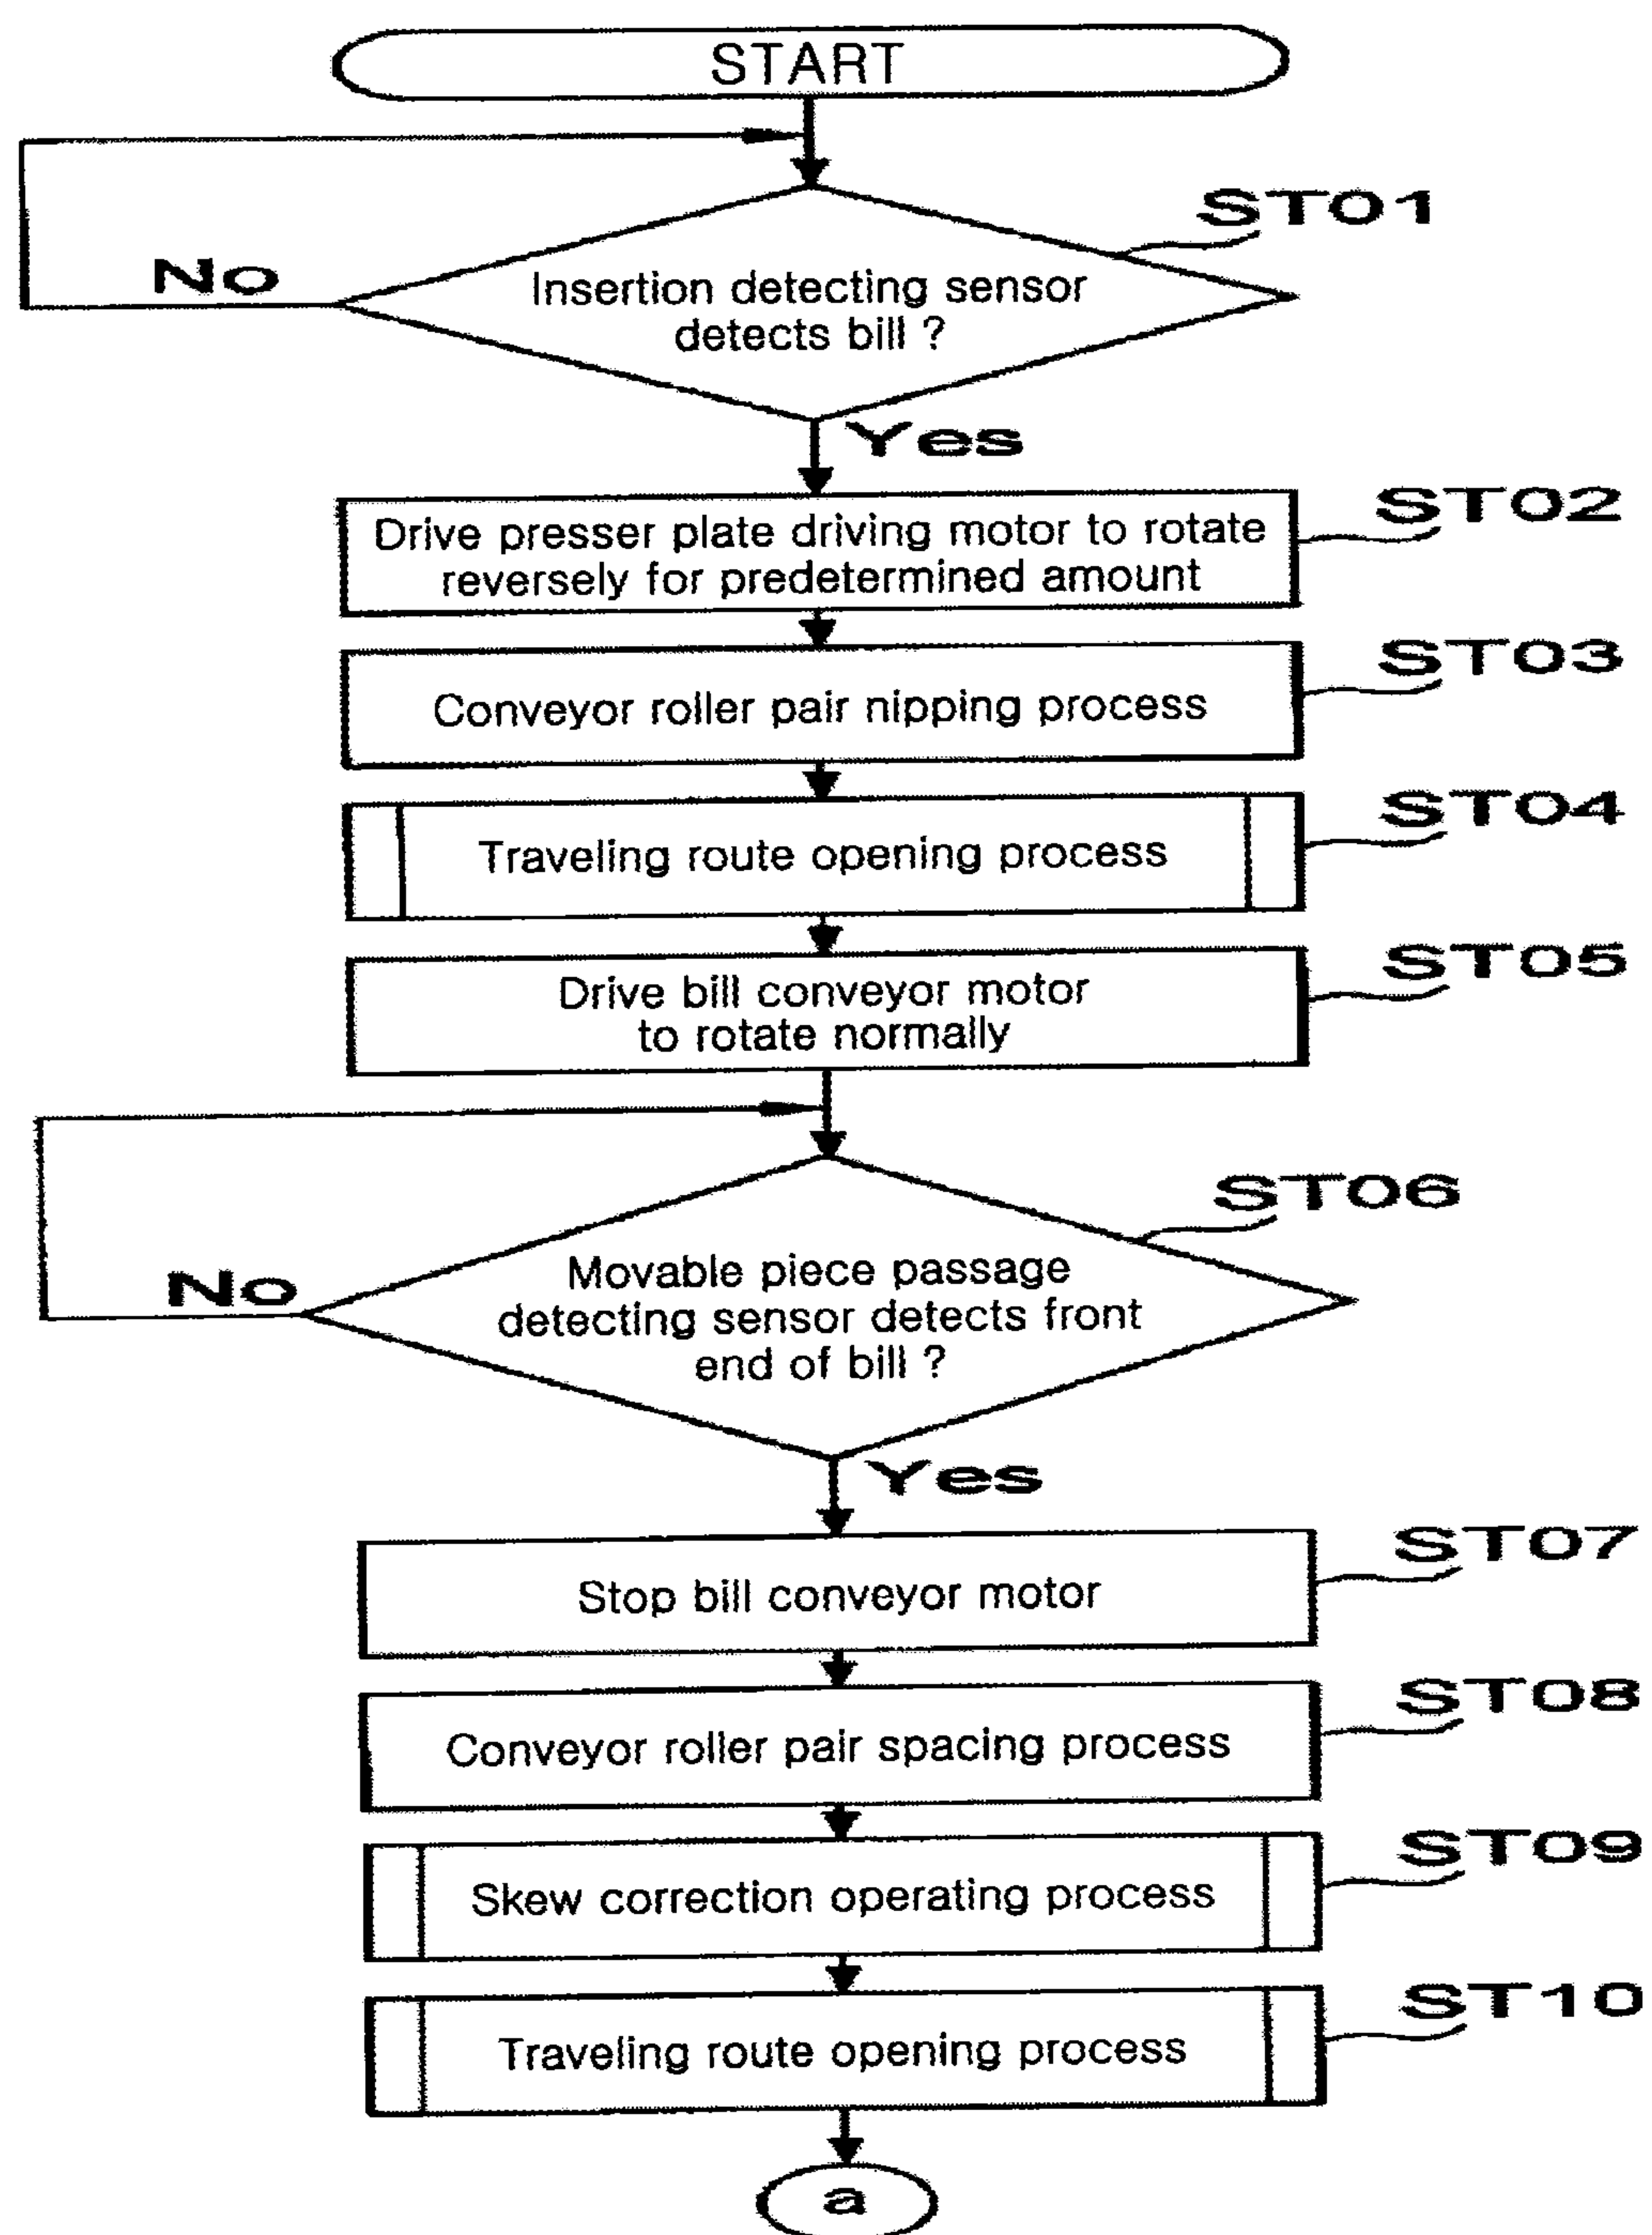 START
ST01
No
Insertion detecting sensor
detects bill ?
Yes
ST02
Drive presser plate driving motor to rotate
reversely for predetermined amount
ST03
Conveyor roller pair nipping process
ST04
Traveling route opening process
ST05
Drive bill conveyor motor
to rotate normally
ST06
No
Movable piece passage
detecting sensor detects front
end of bill ?
Yes
ST07
Stop bill conveyor motor
ST08
Conveyor roller pair spacing process
ST09
Skew correction operating process
ST10
Traveling route opening process
a